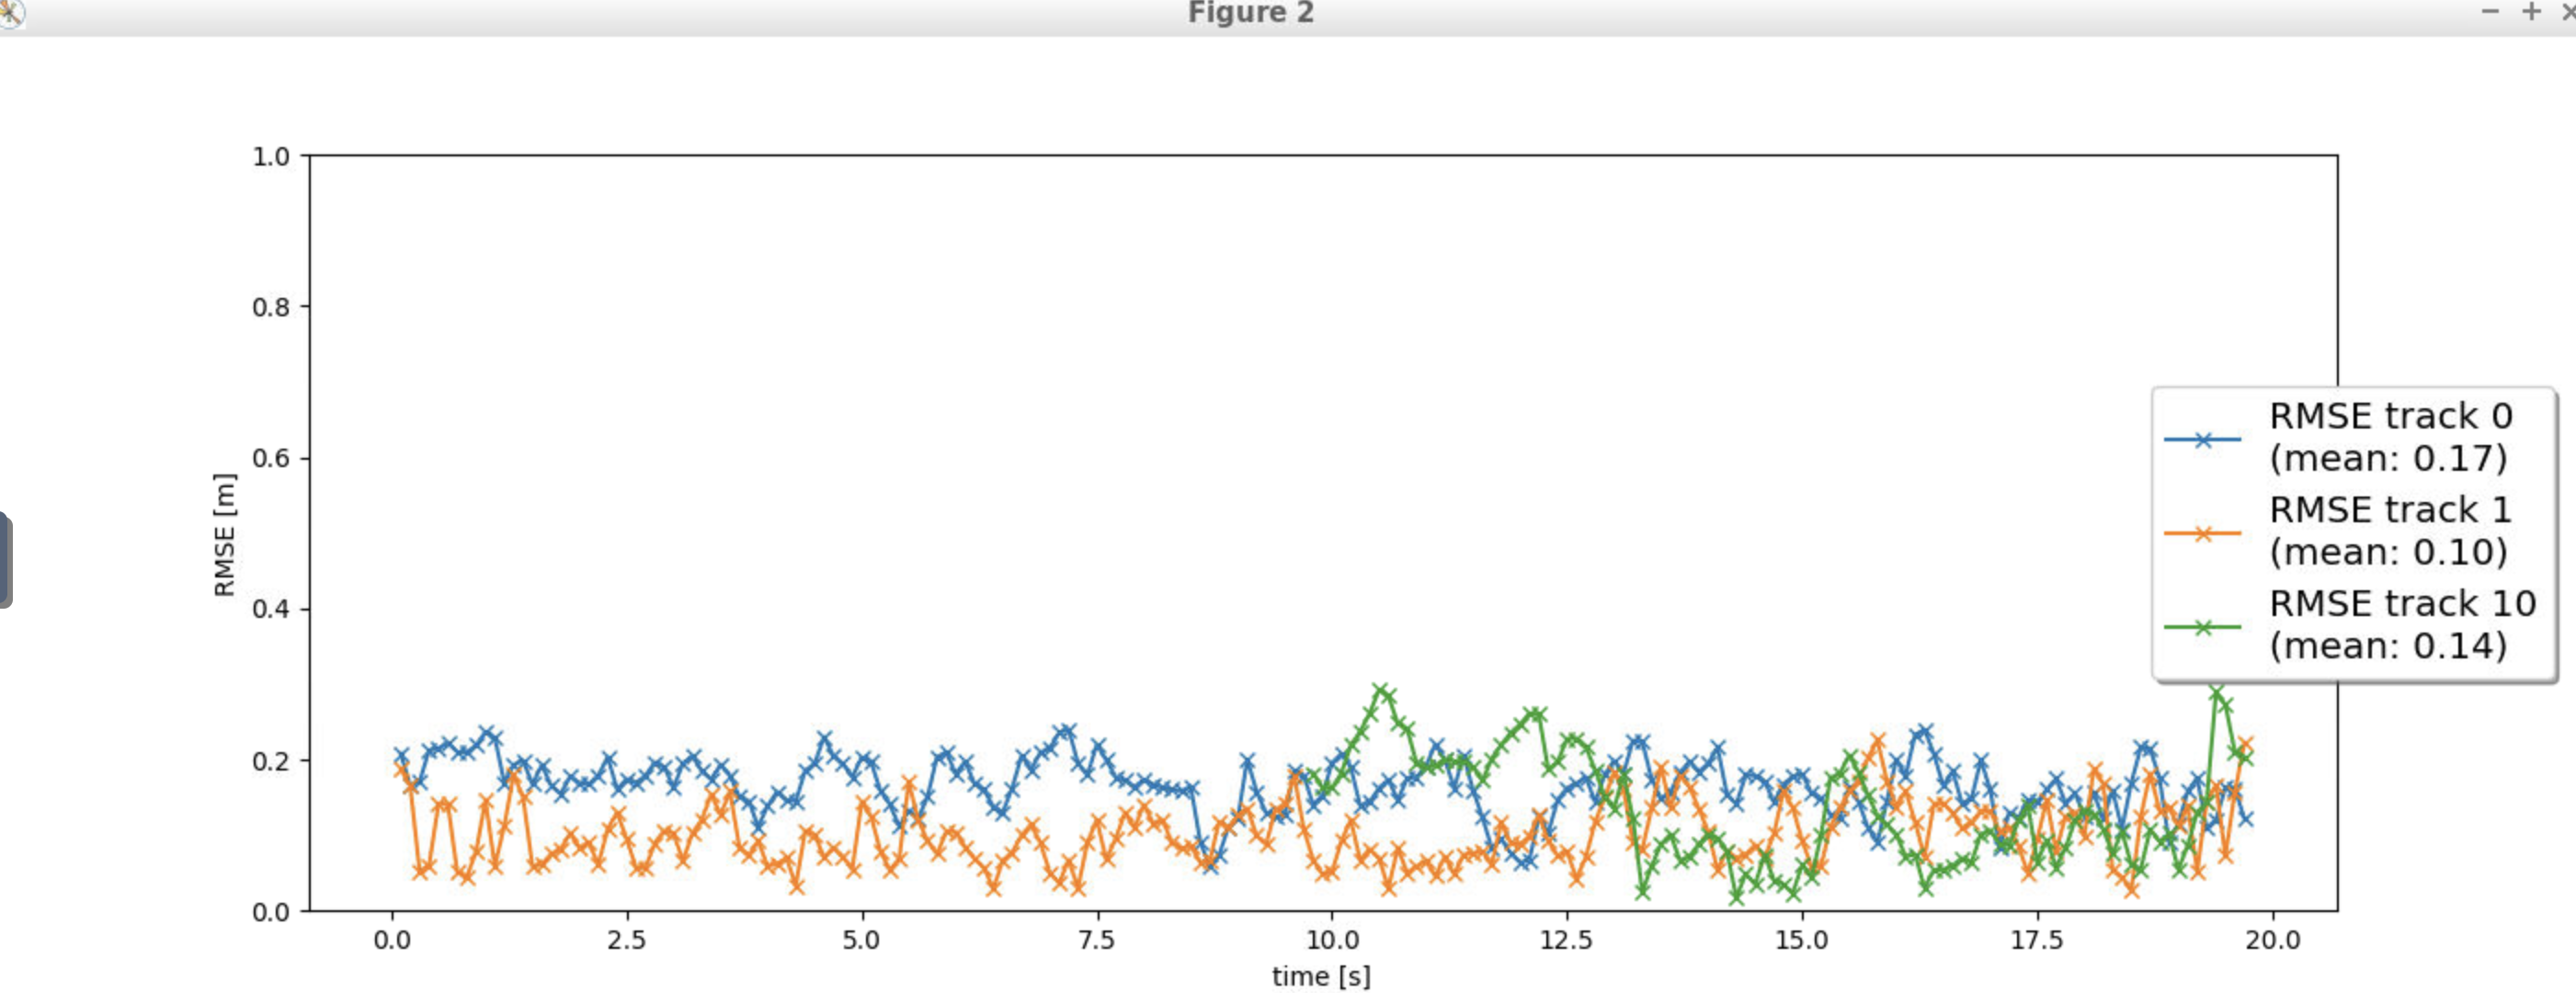 Figure 2
1.0
0.8
0.6
0.4
0.2
0.0
RMSE [m]
0.0 2.5 5.0 7.5 10.0 12.5 15.0 17.5 20.0
time [s]
RMSE track 0
(mean: 0.17)
RMSE track 1
(mean: 0.10)
RMSE track 10
(mean: 0.14)